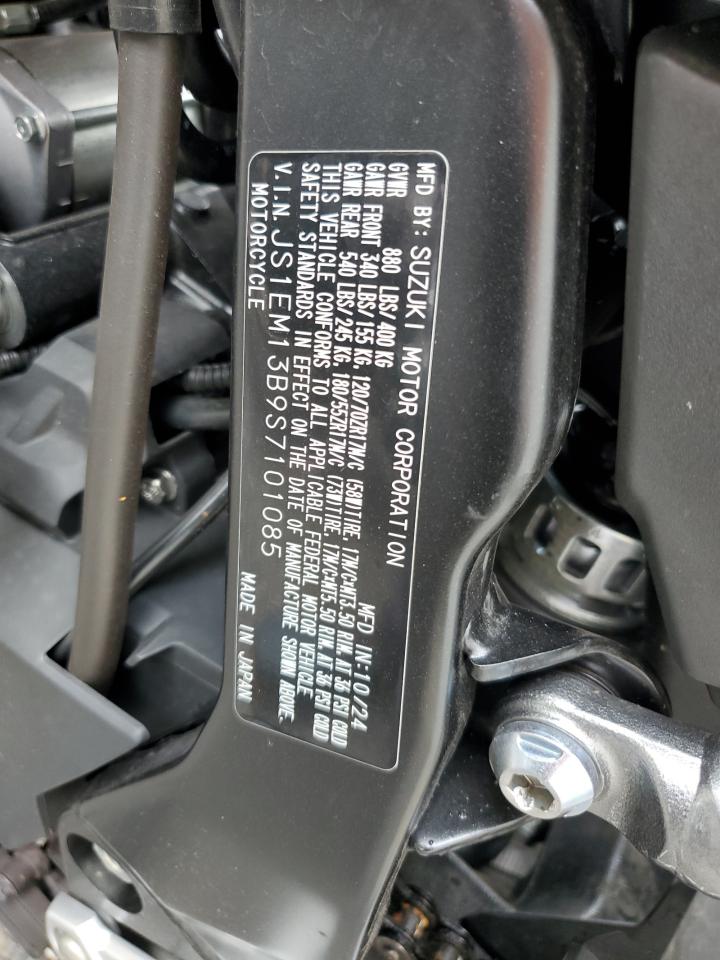 MFD BY: SUZUKI MOTOR CORPORATION
MFD IN:10/24
GVWR 880 LBS/400 KG
GAWR FRONT 340 LBS/155 KG, 120/70ZR17M/C (58W)TIRE, 17M/C×MT3.50 RIM, AT 36 PSI COLD
GAWR REAR 540 LBS/245 KG, 180/55ZR17M/C (73W)TIRE, 17M/C×MT5.50 RIM, AT 36 PSI COLD
THIS VEHICLE CONFORMS TO ALL APPLICABLE FEDERAL MOTOR VEHICLE
SAFETY STANDARDS IN EFFECT ON THE DATE OF MANUFACTURE SHOWN ABOVE.
V.I.N. JS1EM13B9S7101085
MOTORCYCLE MADE IN JAPAN